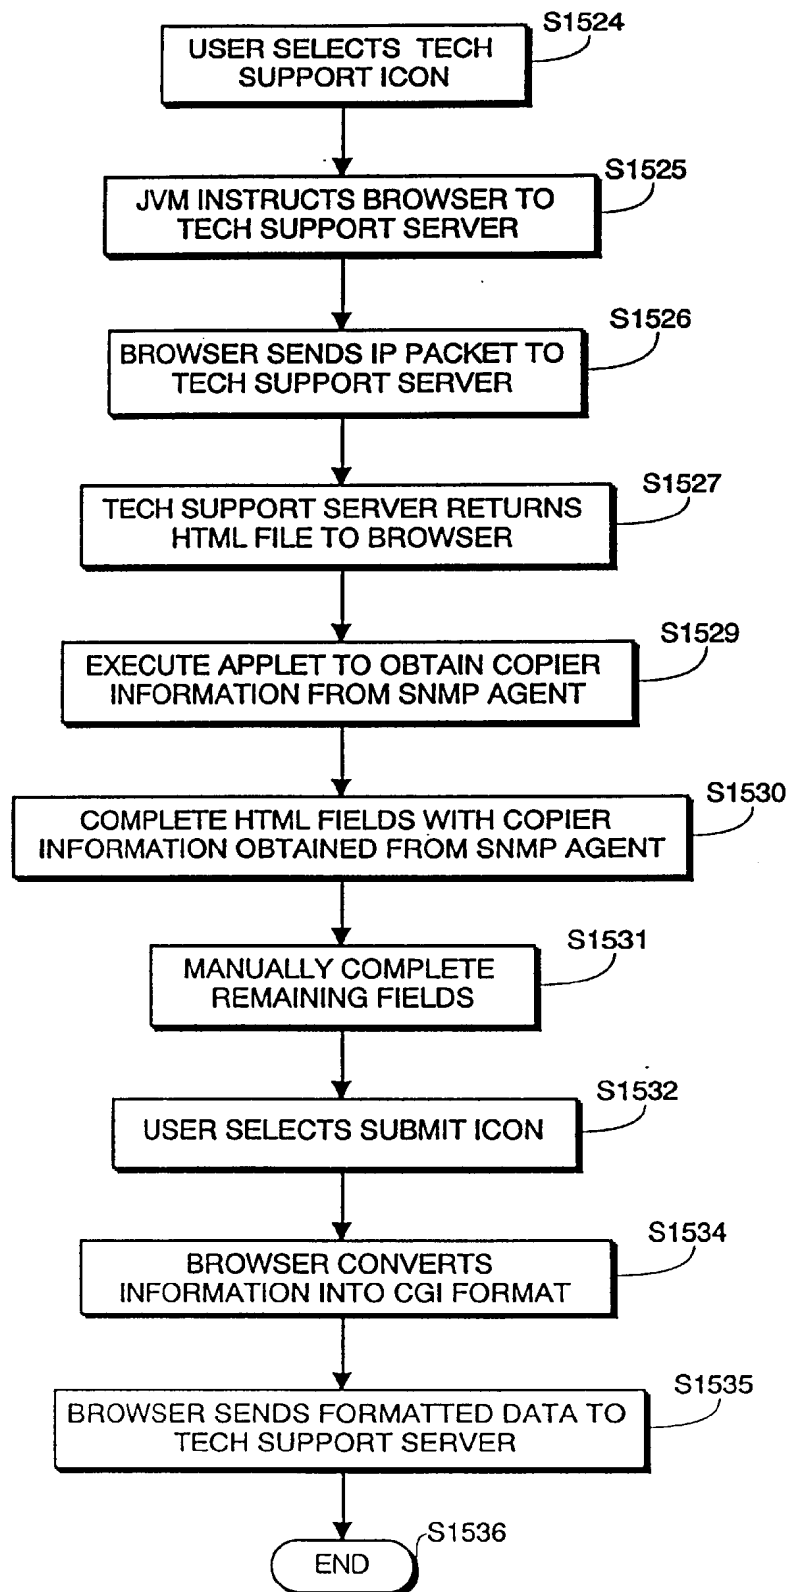 S1524
USER SELECTS TECH
SUPPORT ICON
S1525
JVM INSTRUCTS BROWSER TO
TECH SUPPORT SERVER
S1526
BROWSER SENDS IP PACKET TO
TECH SUPPORT SERVER
S1527
TECH SUPPORT SERVER RETURNS
HTML FILE TO BROWSER
S1529
EXECUTE APPLET TO OBTAIN COPIER
INFORMATION FROM SNMP AGENT
S1530
COMPLETE HTML FIELDS WITH COPIER
INFORMATION OBTAINED FROM SNMP AGENT
S1531
MANUALLY COMPLETE
REMAINING FIELDS
S1532
USER SELECTS SUBMIT ICON
S1534
BROWSER CONVERTS
INFORMATION INTO CGI FORMAT
S1535
BROWSER SENDS FORMATTED DATA TO
TECH SUPPORT SERVER
S1536
END